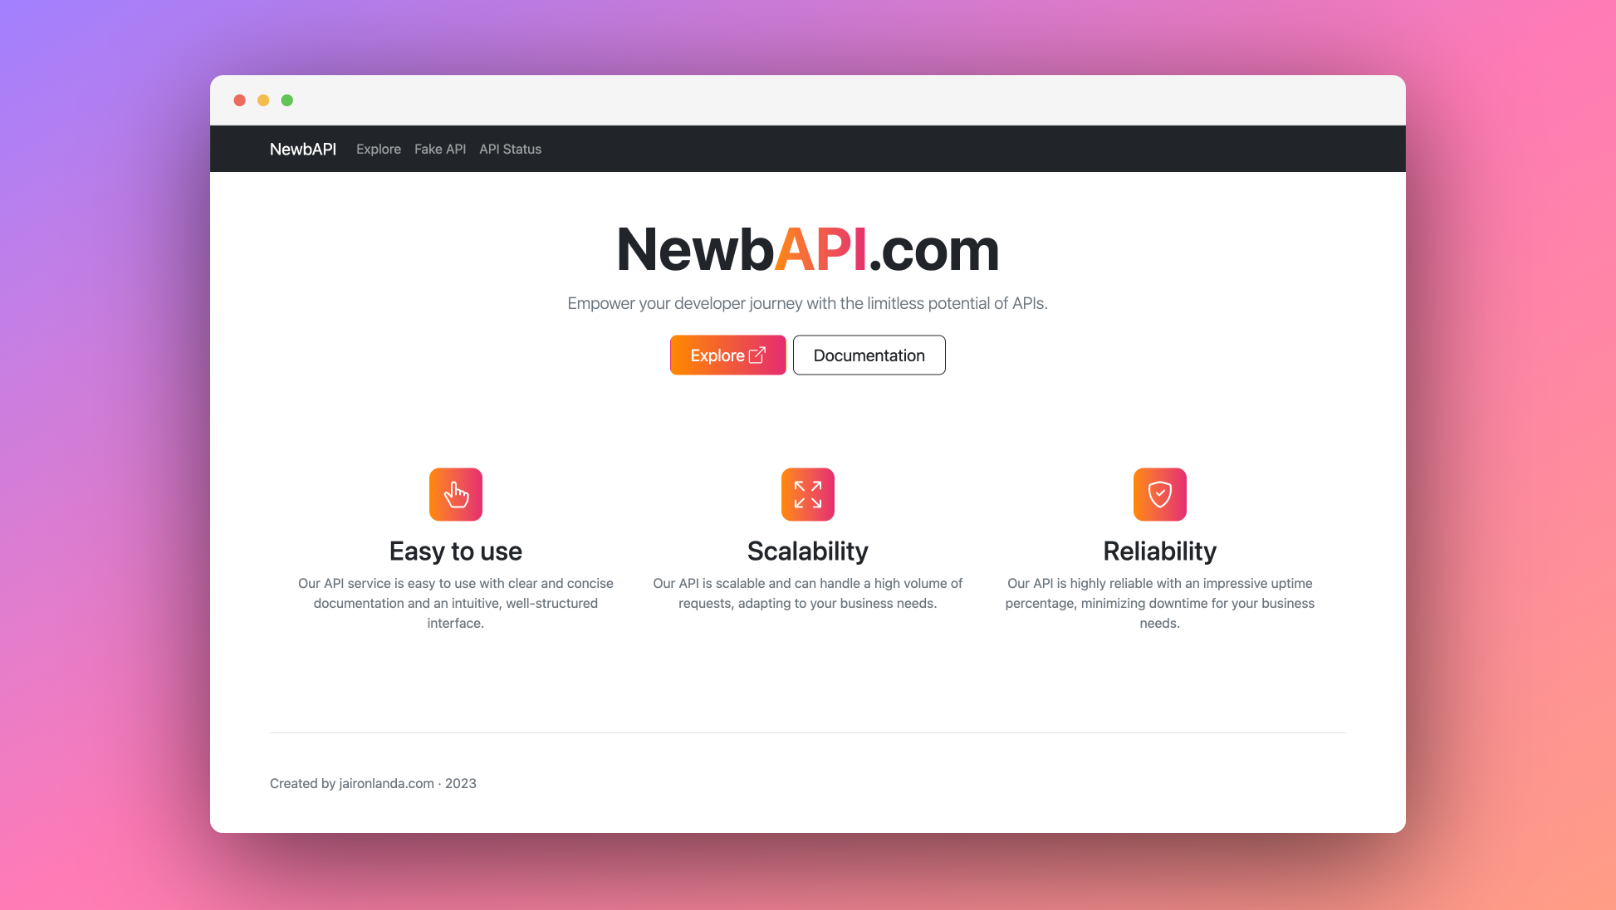 NewbAPI Explore Fake API API Status
NewbAPI.com
Empower your developer journey with the limitless potential of APIs.
Explore Documentation
Easy to use
Our API service is easy to use with clear and concise
documentation and an intuitive, well-structured
interface.
Scalability
Our API is scalable and can handle a high volume of
requests, adapting to your business needs.
Reliability
Our API is highly reliable with an impressive uptime
percentage, minimizing downtime for your business
needs.
Created by jaironlanda.com · 2023